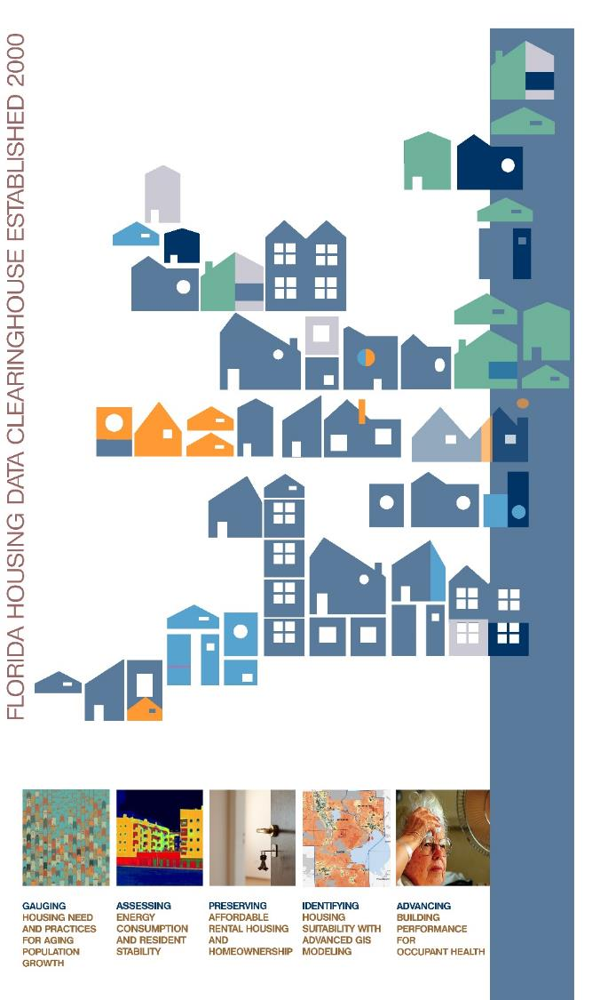 FLORIDA HOUSING DATA CLEARINGHOUSE ESTABLISHED 2000
GAUGING
HOUSING NEED
AND PRACTICES
FOR AGING
POPULATION
GROWTH
ASSESSING
ENERGY
CONSUMPTION
AND RESIDENT
STABILITY
PRESERVING
AFFORDABLE
RENTAL HOUSING
AND
HOMEOWNERSHIP
IDENTIFYING
HOUSING
SUITABILITY WITH
ADVANCED GIS
MODELING
ADVANCING
BUILDING
PERFORMANCE
FOR
OCCUPANT HEALTH